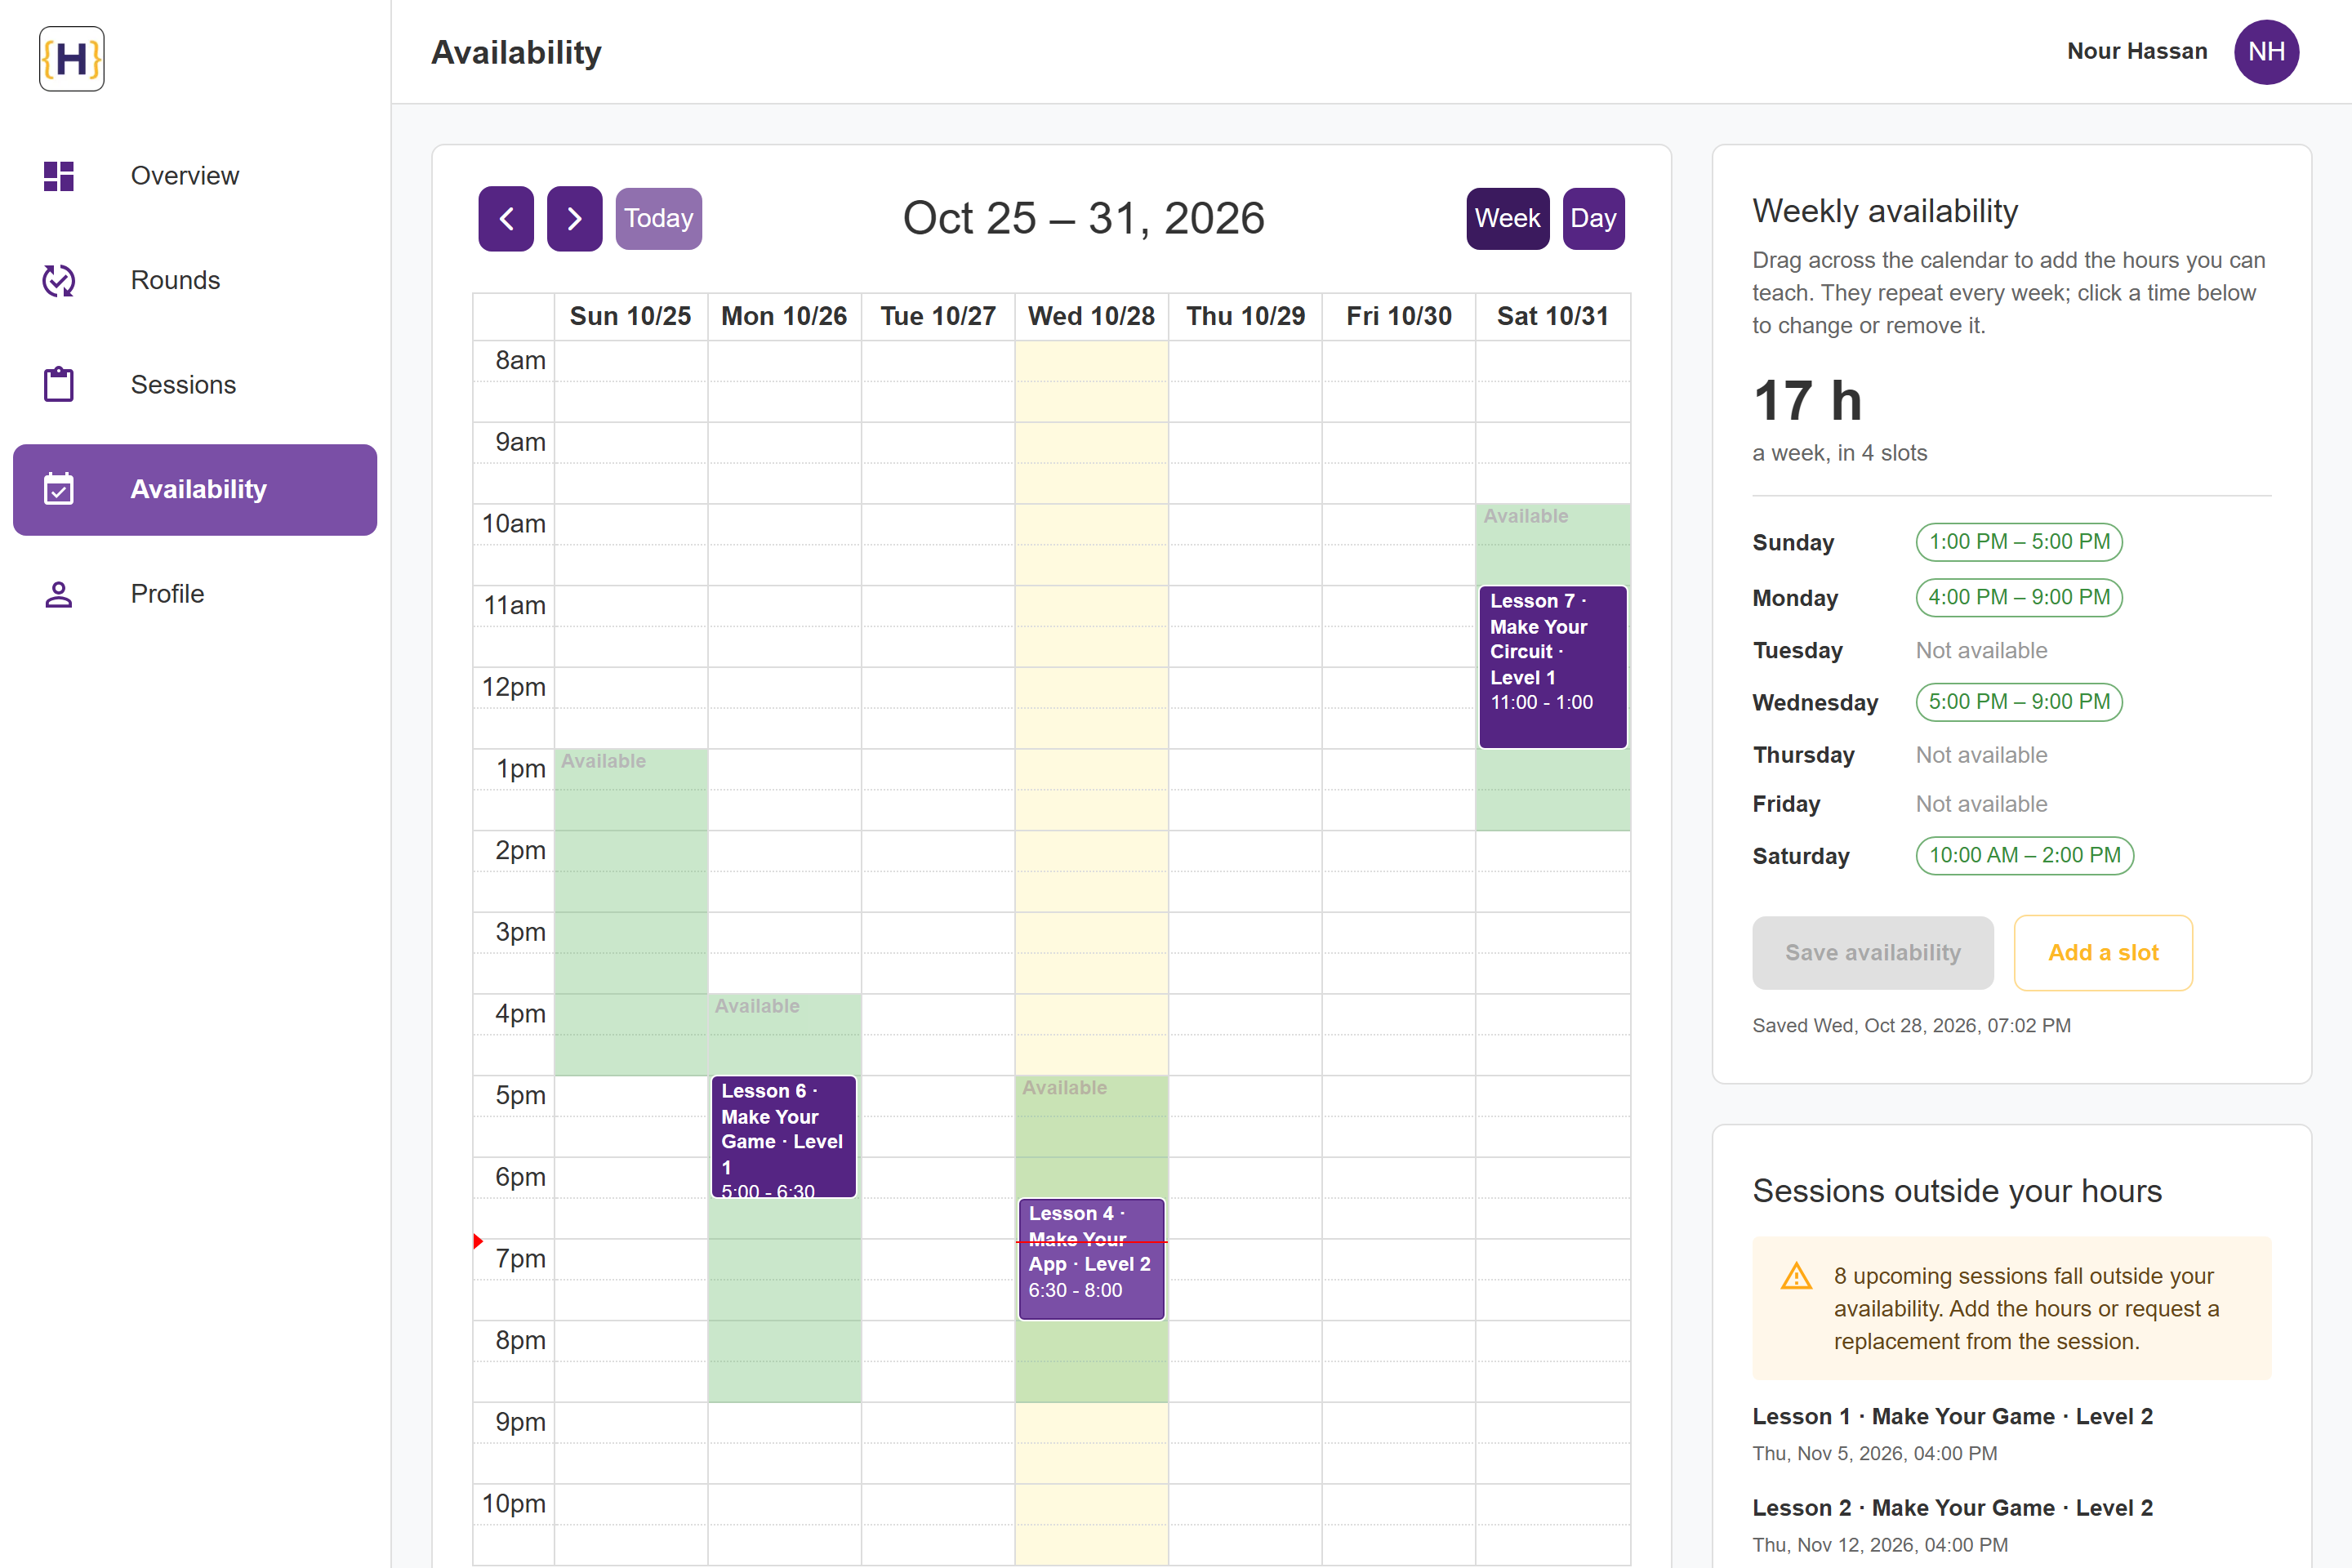 {H}
Availability
Nour Hassan
NH
Overview
Rounds
Sessions
Availability
Profile
Today
Oct 25 – 31, 2026
Week
Day
Sun 10/25
Mon 10/26
Tue 10/27
Wed 10/28
Thu 10/29
Fri 10/30
Sat 10/31
8am
9am
10am
11am
12pm
1pm
2pm
3pm
4pm
5pm
6pm
7pm
8pm
9pm
10pm
Available
Available
Lesson 6 ·
Make Your
Game · Level
1
5:00 - 6:30
Available
Lesson 4 ·
Make Your
App · Level 2
6:30 - 8:00
Available
Lesson 7 ·
Make Your
Circuit ·
Level 1
11:00 - 1:00
Weekly availability
Drag across the calendar to add the hours you can
teach. They repeat every week; click a time below
to change or remove it.
17 h
a week, in 4 slots
Sunday 1:00 PM – 5:00 PM
Monday 4:00 PM – 9:00 PM
Tuesday Not available
Wednesday 5:00 PM – 9:00 PM
Thursday Not available
Friday Not available
Saturday 10:00 AM – 2:00 PM
Save availability
Add a slot
Saved Wed, Oct 28, 2026, 07:02 PM
Sessions outside your hours
8 upcoming sessions fall outside your
availability. Add the hours or request a
replacement from the session.
Lesson 1 · Make Your Game · Level 2
Thu, Nov 5, 2026, 04:00 PM
Lesson 2 · Make Your Game · Level 2
Thu, Nov 12, 2026, 04:00 PM